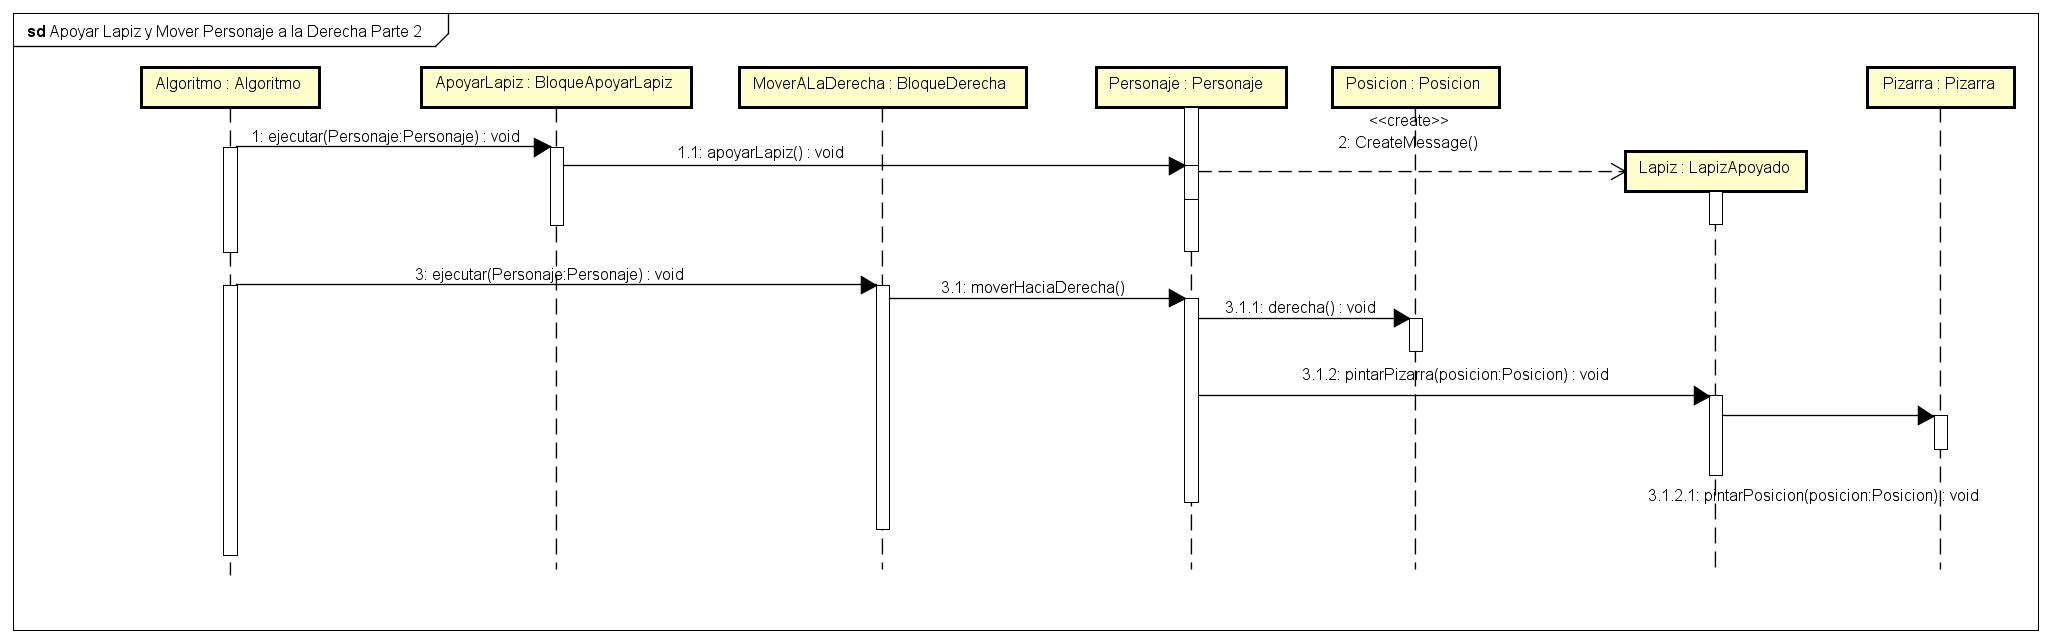 sd Apoyar Lapiz y Mover Personaje a la Derecha Parte 2
Algoritmo : Algoritmo
ApoyarLapiz : BloqueApoyarLapiz
MoverALaDerecha : BloqueDerecha
Personaje : Personaje
Posicion : Posicion
Pizarra : Pizarra
<<create>>
1: ejecutar(Personaje:Personaje) : void
2: CreateMessage()
1.1: apoyarLapiz() : void
Lapiz : LapizApoyado
3: ejecutar(Personaje:Personaje) : void
3.1: moverHaciaDerecha()
3.1.1: derecha() : void
3.1.2: pintarPizarra(posicion:Posicion) : void
3.1.2.1: pintarPosicion(posicion:Posicion) : void